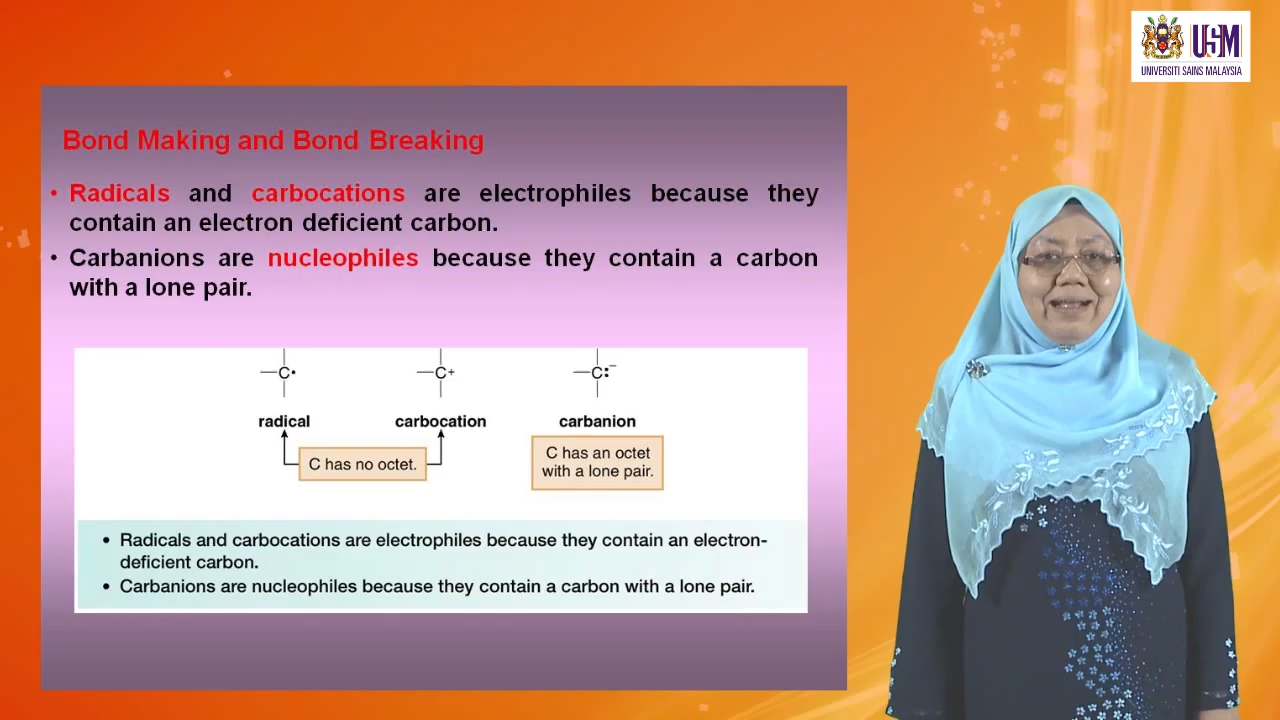 USM
UNIVERSITI SAINS MALAYSIA
Bond Making and Bond Breaking
• Radicals and carbocations are electrophiles because they
contain an electron deficient carbon.
• Carbanions are nucleophiles because they contain a carbon
with a lone pair.
—C•
—C+
—C:−
radical
carbocation
carbanion
C has no octet.
C has an octet
with a lone pair.
• Radicals and carbocations are electrophiles because they contain an electron-
deficient carbon.
• Carbanions are nucleophiles because they contain a carbon with a lone pair.